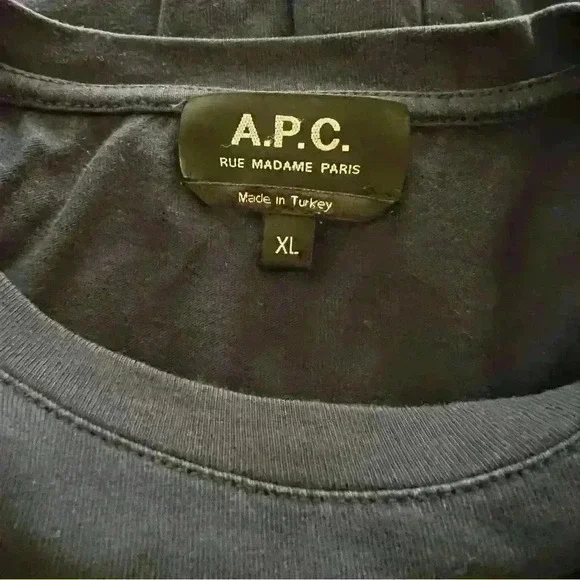 A.P.C.
RUE MADAME PARIS
Made in Turkey
XL